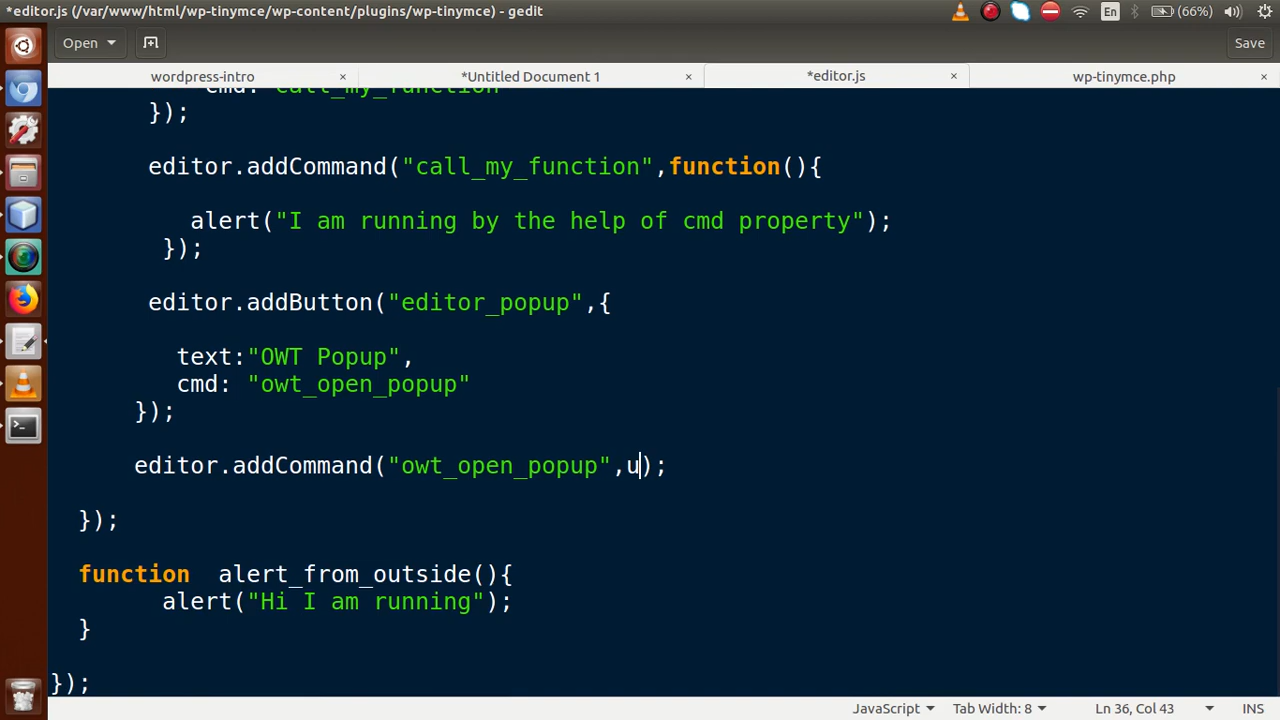 *editor.js (/var/www/html/wp-tinymce/wp-content/plugins/wp-tinymce) - gedit
En
(66%)
Open
Save
wordpress-intro ×
*Untitled Document 1 ×
*editor.js ×
wp-tinymce.php ×
cmd: "call_my_function"
});
editor.addCommand("call_my_function",function(){
alert("I am running by the help of cmd property");
});
editor.addButton("editor_popup",{
text:"OWT Popup",
cmd: "owt_open_popup"
});
editor.addCommand("owt_open_popup",u);
});
function  alert_from_outside(){
alert("Hi I am running");
}
});
JavaScript
Tab Width: 8
Ln 36, Col 43
INS